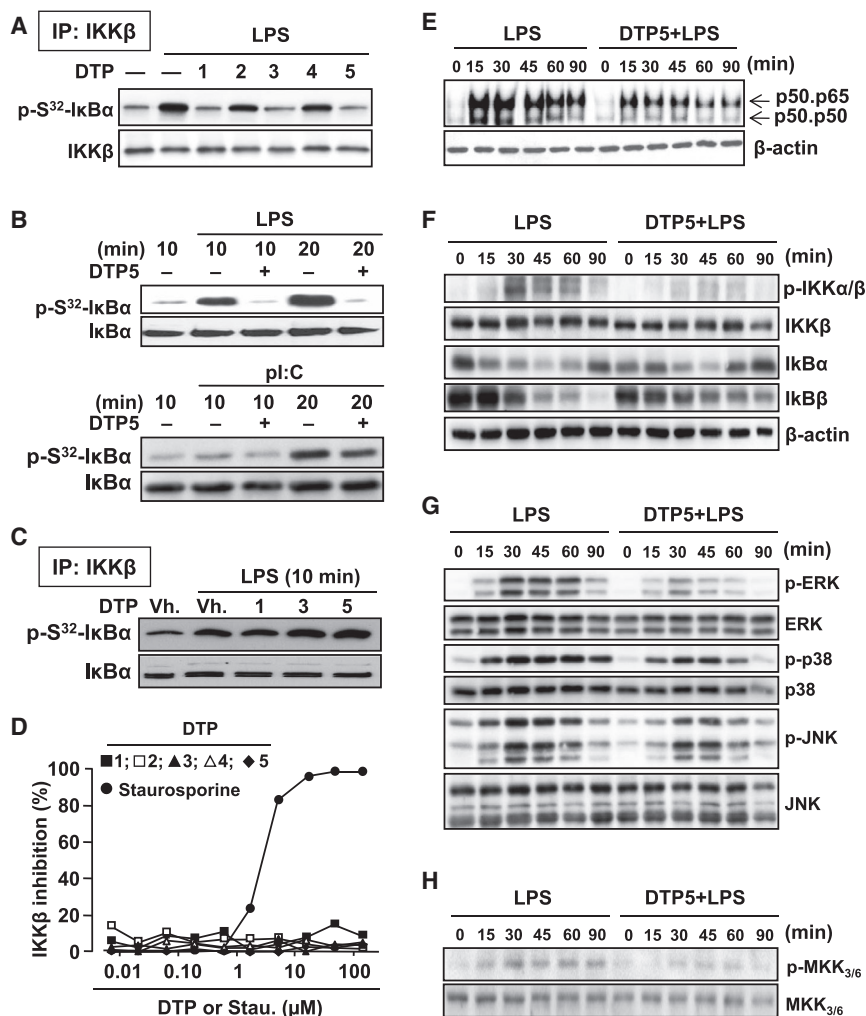 A
IP: IKKβ
LPS
DTP — — 1 2 3 4 5
p-S³²-IκBα
IKKβ
B
LPS
(min) 10 10 10 20 20
DTP5 – – + – +
p-S³²-IκBα
IκBα
pI:C
(min) 10 10 10 20 20
DTP5 – – + – +
p-S³²-IκBα
IκBα
C
IP: IKKβ
LPS (10 min)
DTP Vh. Vh. 1 3 5
p-S³²-IκBα
IκBα
D
DTP
■1; □2; ▲3; △4; ◆5
● Staurosporine
IKKβ inhibition (%)
100
80
60
40
20
0
0.01 0.10 1 10 100
DTP or Stau. (μM)
E
LPS DTP5+LPS
0 15 30 45 60 90 0 15 30 45 60 90 (min)
p50.p65
p50.p50
β-actin
F
LPS DTP5+LPS
0 15 30 45 60 90 0 15 30 45 60 90 (min)
p-IKKα/β
IKKβ
IκBα
IκBβ
β-actin
G
LPS DTP5+LPS
0 15 30 45 60 90 0 15 30 45 60 90 (min)
p-ERK
ERK
p-p38
p38
p-JNK
JNK
H
LPS DTP5+LPS
0 15 30 45 60 90 0 15 30 45 60 90 (min)
p-MKK₃/₆
MKK₃/₆